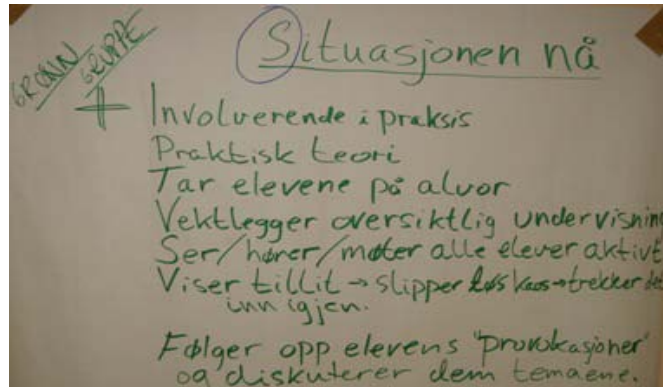 GRØNN GRUPPE
Situasjonen nå
+ Involverende i praksis
Praktisk teori
Tar elevene på alvor
Vektlegger oversiktlig undervisning
Ser/hører/møter alle elever aktivt
Viser tillit → slipper løs kaos → trekker det
inn igjen.
Følger opp elevens "provokasjoner"
og diskuterer dem temaene.